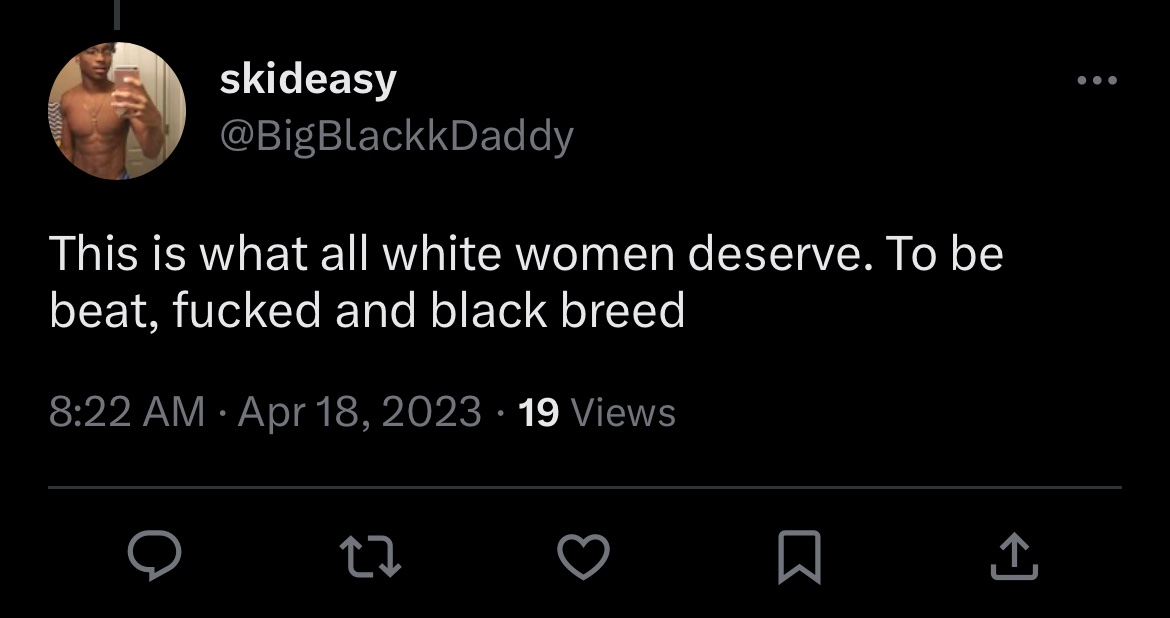 skideasy
@BigBlackkDaddy
This is what all white women deserve. To be
beat, fucked and black breed
8:22 AM · Apr 18, 2023 · 19 Views